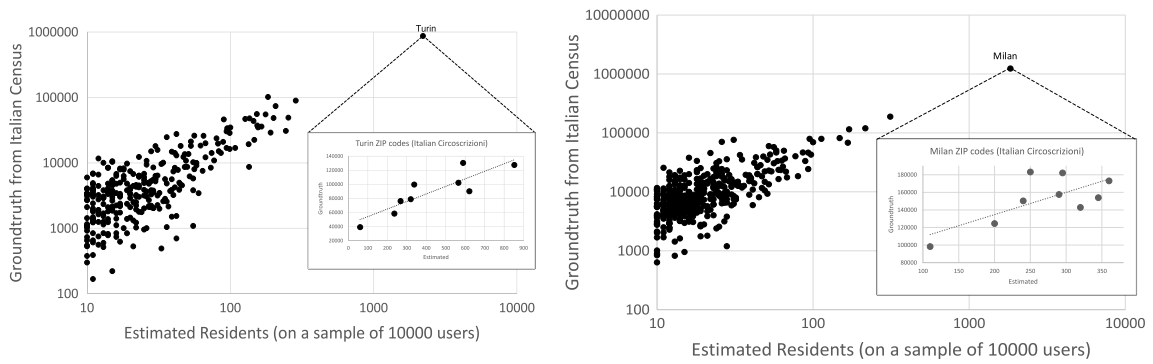 Groundtruth from Italian Census
1000000
100000
10000
1000
100
10
100
1000
10000
Estimated Residents (on a sample of 10000 users)
Turin
Turin ZIP codes (Italian Circoscrizioni)
Groundtruth
140000
120000
100000
80000
60000
40000
20000
0 100 200 300 400 500 600 700 800 900
Estimated
Groundtruth from Italian Census
10000000
1000000
100000
10000
1000
100
10
100
1000
10000
Estimated Residents (on a sample of 10000 users)
Milan
Milan ZIP codes (Italian Circoscrizioni)
Groundtruth
180000
160000
140000
120000
100000
80000
100 150 200 250 300 350
Estimated